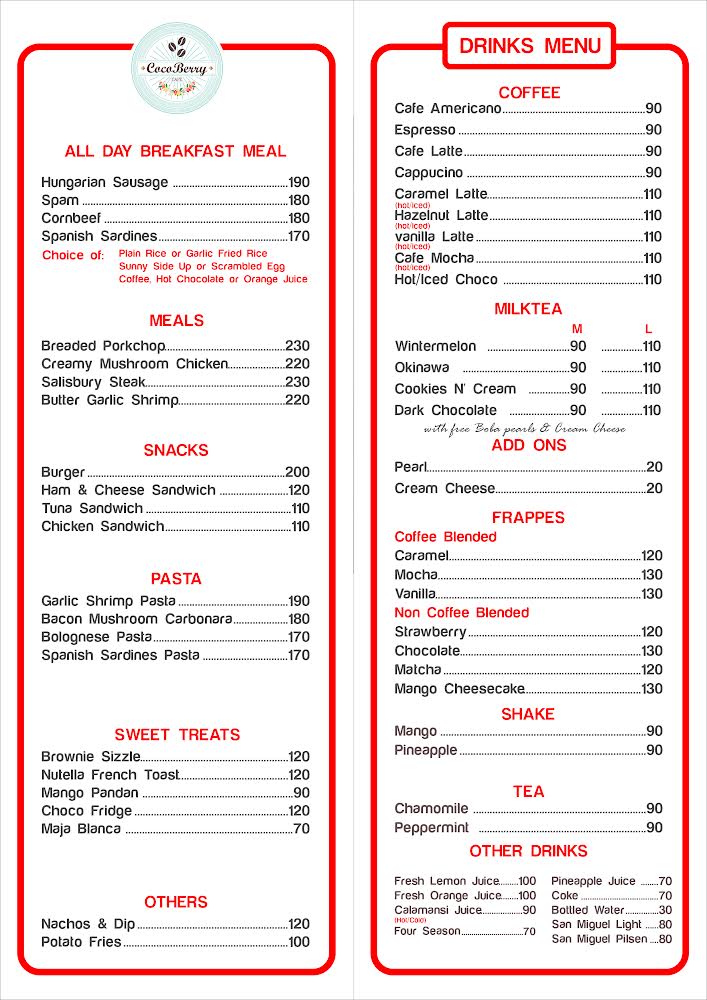 CocoBerry
CAFE
ALL DAY BREAKFAST MEAL
Hungarian Sausage ........190
Spam ........180
Cornbeef ........180
Spanish Sardines........170
Choice of: Plain Rice or Garlic Fried Rice
Sunny Side Up or Scrambled Egg
Coffee, Hot Chocolate or Orange Juice
MEALS
Breaded Porkchop........230
Creamy Mushroom Chicken........220
Salisbury Steak........230
Butter Garlic Shrimp........220
SNACKS
Burger ........200
Ham & Cheese Sandwich ........120
Tuna Sandwich ........110
Chicken Sandwich........110
PASTA
Garlic Shrimp Pasta ........190
Bacon Mushroom Carbonara........180
Bolognese Pasta........170
Spanish Sardines Pasta ........170
SWEET TREATS
Brownie Sizzle........120
Nutella French Toast........120
Mango Pandan ........90
Choco Fridge ........120
Maja Blanca ........70
OTHERS
Nachos & Dip ........120
Potato Fries ........100
DRINKS MENU
COFFEE
Cafe Americano........90
Espresso ........90
Cafe Latte........90
Cappucino ........90
Caramel Latte........110
(hot/iced)
Hazelnut Latte........110
(hot/iced)
vanilla Latte........110
(hot/iced)
Cafe Mocha........110
(hot/iced)
Hot/Iced Choco ........110
MILKTEA
M L
Wintermelon ........90 ........110
Okinawa ........90 ........110
Cookies N' Cream ........90 ........110
Dark Chocolate ........90 ........110
with free Boba pearls & Cream Cheese
ADD ONS
Pearl........20
Cream Cheese........20
FRAPPES
Coffee Blended
Caramel........120
Mocha........130
Vanilla........130
Non Coffee Blended
Strawberry........120
Chocolate........130
Matcha........120
Mango Cheesecake........130
SHAKE
Mango ........90
Pineapple ........90
TEA
Chamomile ........90
Peppermint ........90
OTHER DRINKS
Fresh Lemon Juice........100
Fresh Orange Juice........100
Calamansi Juice........90
(Hot/Cold)
Four Season........70
Pineapple Juice ......70
Coke ........70
Bottled Water........30
San Miguel Light .....80
San Miguel Pilsen ...80